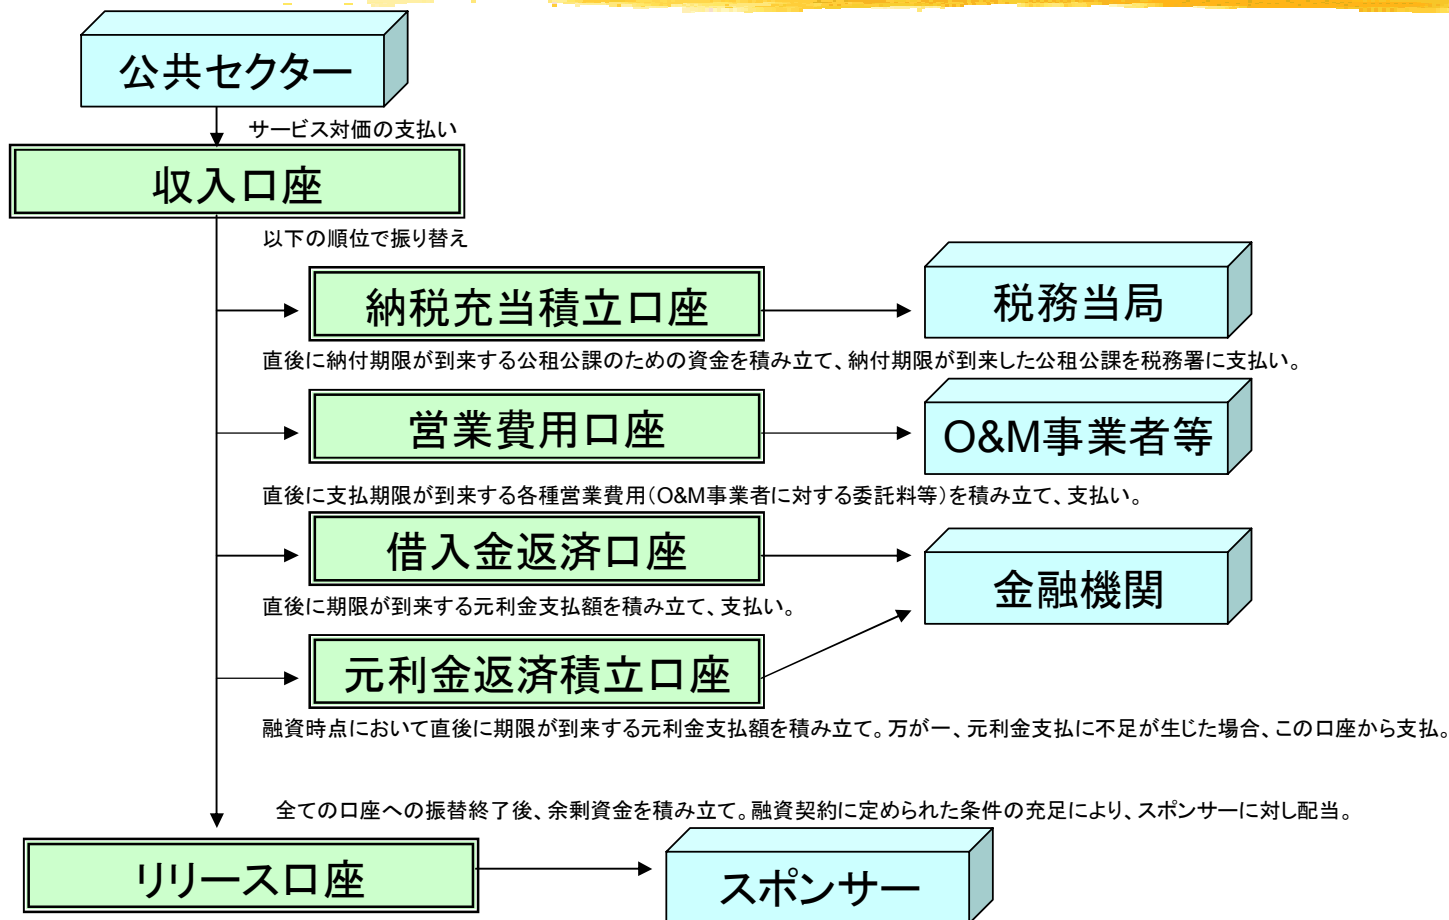 公共セクター
サービス対価の支払い
収入口座
以下の順位で振り替え
納税充当積立口座
税務当局
直後に納付期限が到来する公租公課のための資金を積み立て、納付期限が到来した公租公課を税務署に支払い。
営業費用口座
O&M事業者等
直後に支払期限が到来する各種営業費用(O&M事業者に対する委託料等)を積み立て、支払い。
借入金返済口座
金融機関
直後に期限が到来する元利金支払額を積み立て、支払い。
元利金返済積立口座
融資時点において直後に期限が到来する元利金支払額を積み立て。万が一、元利金支払に不足が生じた場合、この口座から支払。
全ての口座への振替終了後、余剰資金を積み立て。融資契約に定められた条件の充足により、スポンサーに対し配当。
リリース口座
スポンサー